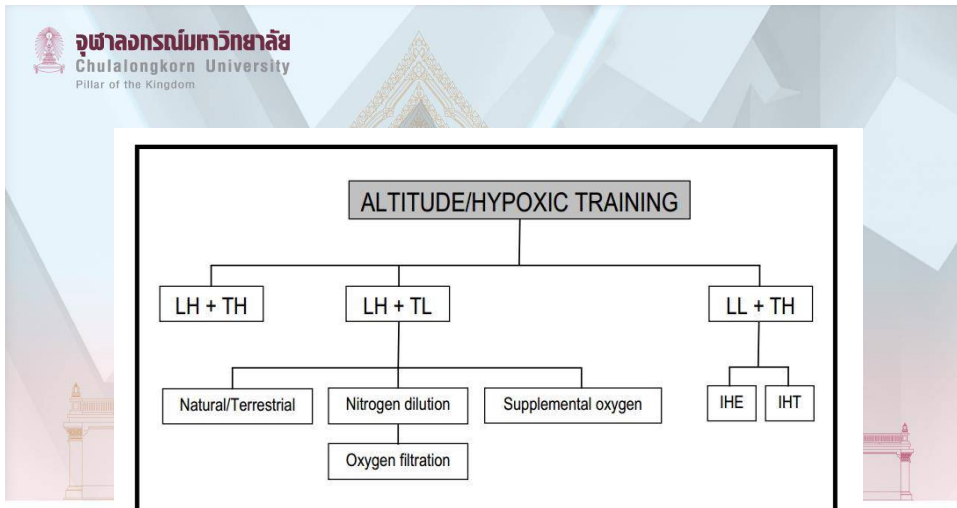 จุฬาลงกรณ์มหาวิทยาลัย
Chulalongkorn University
Pillar of the Kingdom
ALTITUDE/HYPOXIC TRAINING
LH + TH
LH + TL
LL + TH
Natural/Terrestrial
Nitrogen dilution
Supplemental oxygen
IHE
IHT
Oxygen filtration